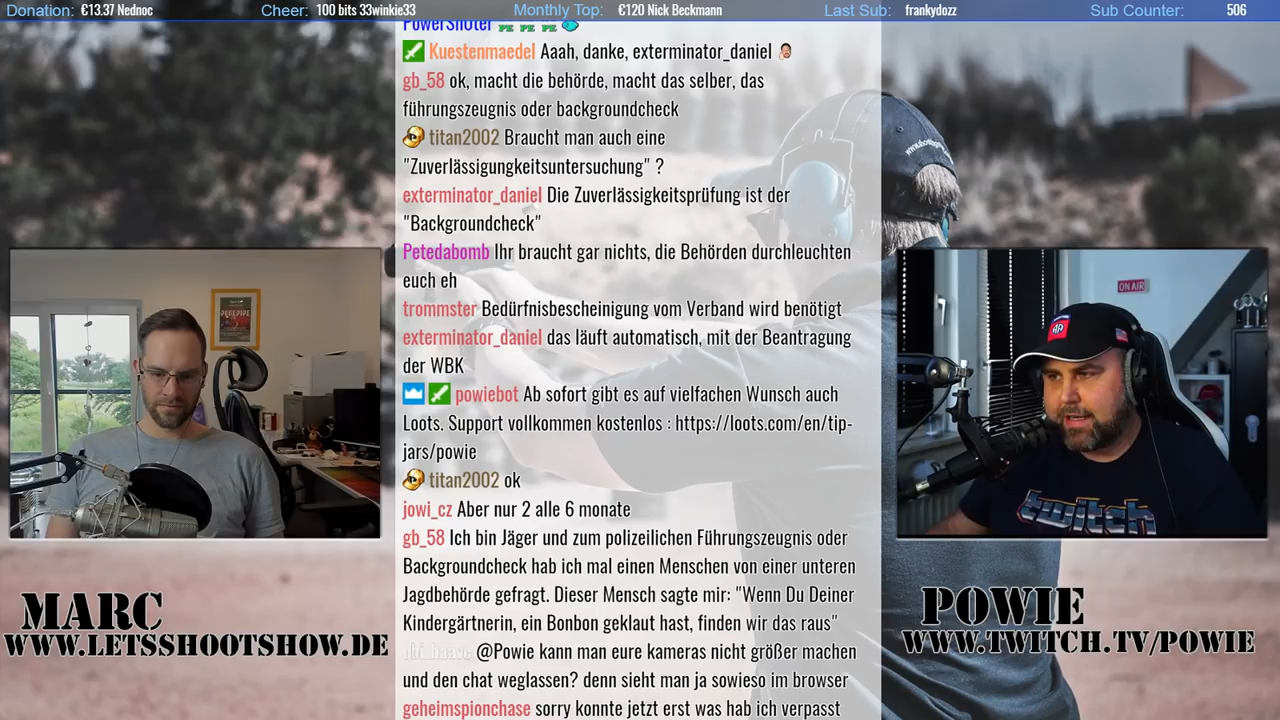 Donation: €13.37 Nednoc Cheer: 100 bits 33winkie33 Monthly Top: €120 Nick Beckmann Last Sub: frankydozz Sub Counter: 506
PowerShoter
Kuestenmaedel Aaah, danke, exterminator_daniel
gb_58 ok, macht die behörde, macht das selber, das
führungszeugnis oder backgroundcheck
titan2002 Braucht man auch eine
"Zuverlässigungkeitsuntersuchung" ?
exterminator_daniel Die Zuverlässigkeitsprüfung ist der
"Backgroundcheck"
Petedabomb Ihr braucht gar nichts, die Behörden durchleuchten
euch eh
trommster Bedürfnisbescheinigung vom Verband wird benötigt
exterminator_daniel das läuft automatisch, mit der Beantragung
der WBK
powiebot Ab sofort gibt es auf vielfachen Wunsch auch
Loots. Support vollkommen kostenlos : https://loots.com/en/tip-
jars/powie
titan2002 ok
jowi_cz Aber nur 2 alle 6 monate
gb_58 Ich bin Jäger und zum polizeilichen Führungszeugnis oder
Backgroundcheck hab ich mal einen Menschen von einer unteren
Jagdbehörde gefragt. Dieser Mensch sagte mir: "Wenn Du Deiner
Kindergärtnerin, ein Bonbon geklaut hast, finden wir das raus"
@Powie kann man eure kameras nicht größer machen
und den chat weglassen? denn sieht man ja sowieso im browser
geheimspionchase sorry konnte jetzt erst was hab ich verpasst
MARC
WWW.LETSSHOOTSHOW.DE
ON AIR
twitch
POWIE
WWW.TWITCH.TV/POWIE